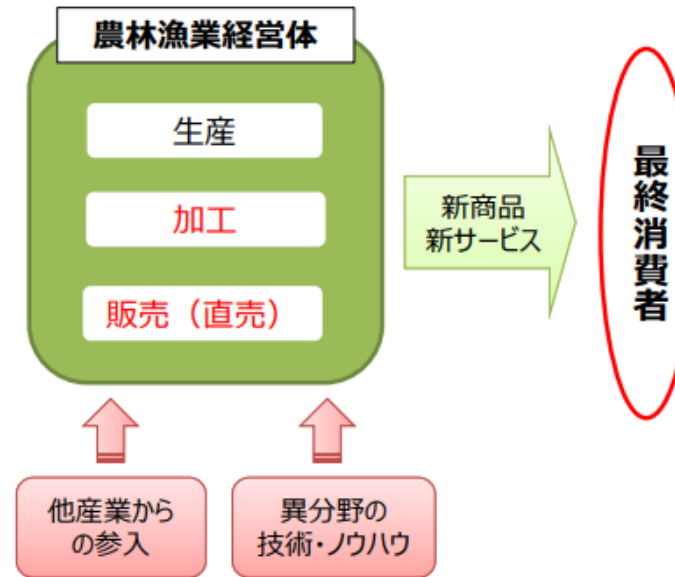 農林漁業経営体
生産
加工
販売（直売）
新商品
新サービス
最終消費者
他産業から
の参入
異分野の
技術・ノウハウ